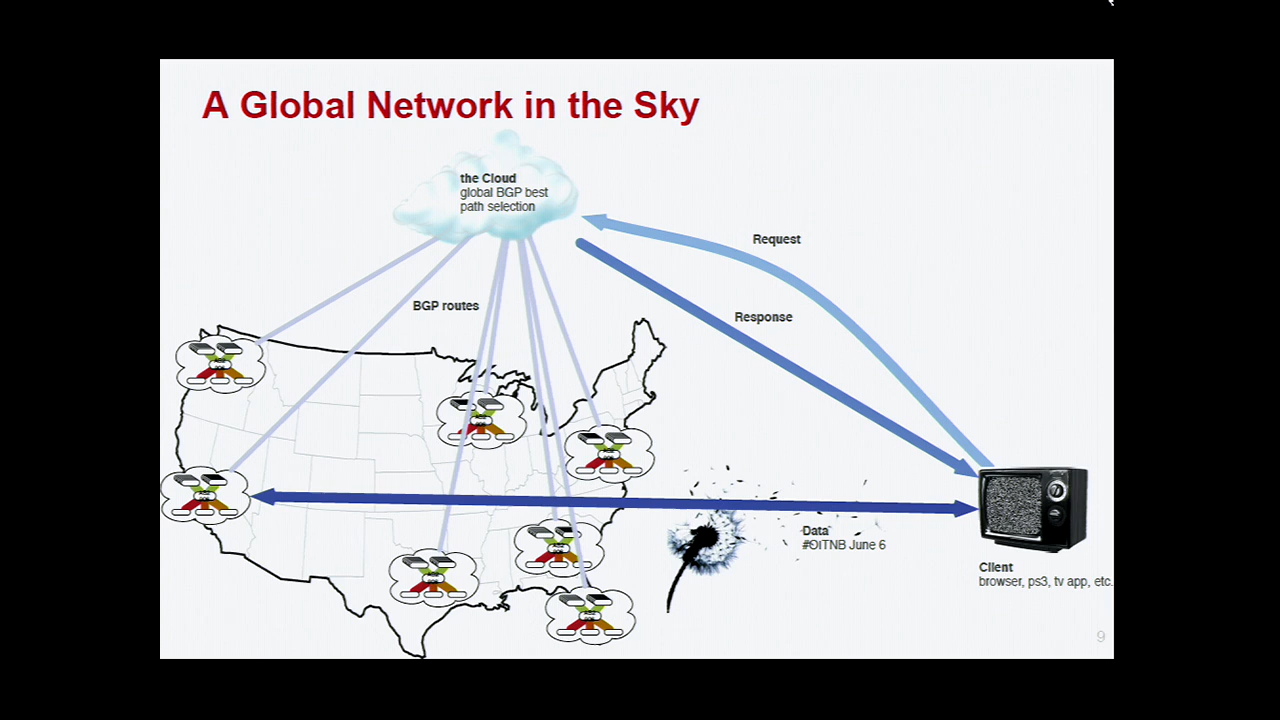 A Global Network in the Sky
the Cloud
global BGP best
path selection
Request
BGP routes
Response
Data
#OITNB June 6
Client
browser, ps3, tv app, etc.
9